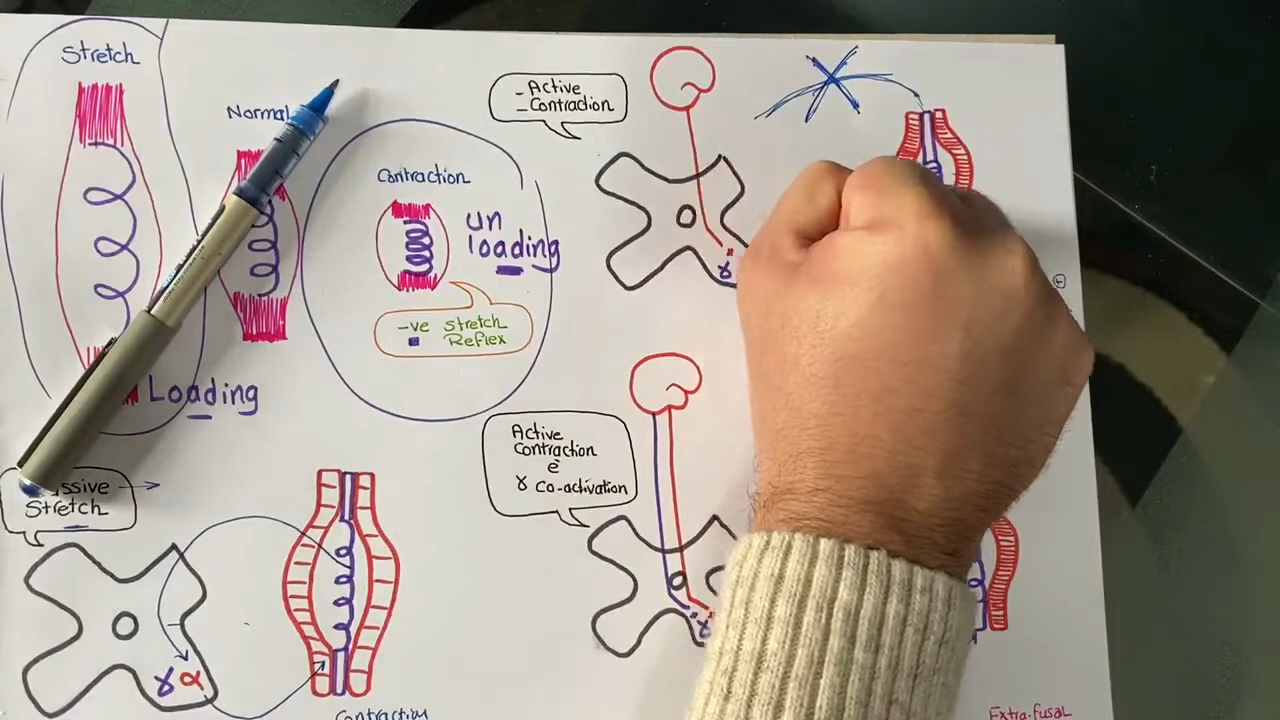 Stretch
Normal
Contraction
un
loading
-ve Stretch
Reflex
Loading
Stretch
α
Contraction
- Active
- Contraction
Active
Contraction
è
γ Co-activation
Extra-fusal